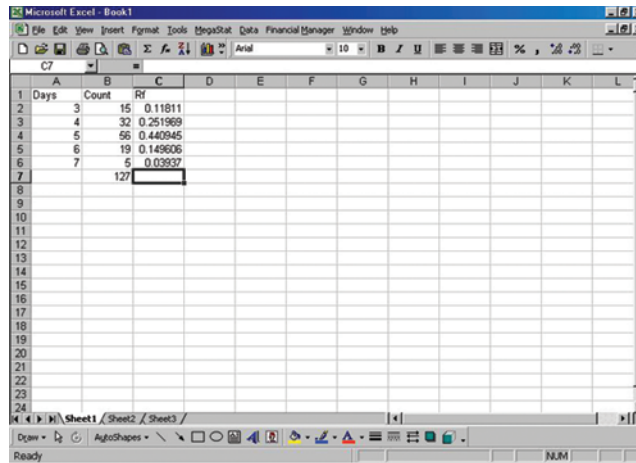 Microsoft Excel - Book1
File Edit View Insert Format Tools MegaStat Data Financial Manager Window Help
Arial 10 B I U % ,
C7 =
A B C D E F G H I J K L
1 Days Count Rf
2 3 15 0.11811
3 4 32 0.251969
4 5 56 0.440945
5 6 19 0.149606
6 7 5 0.03937
7 127
8
9
10
11
12
13
14
15
16
17
18
19
20
21
22
23
24
Sheet1 Sheet2 Sheet3
Draw AutoShapes
Ready NUM